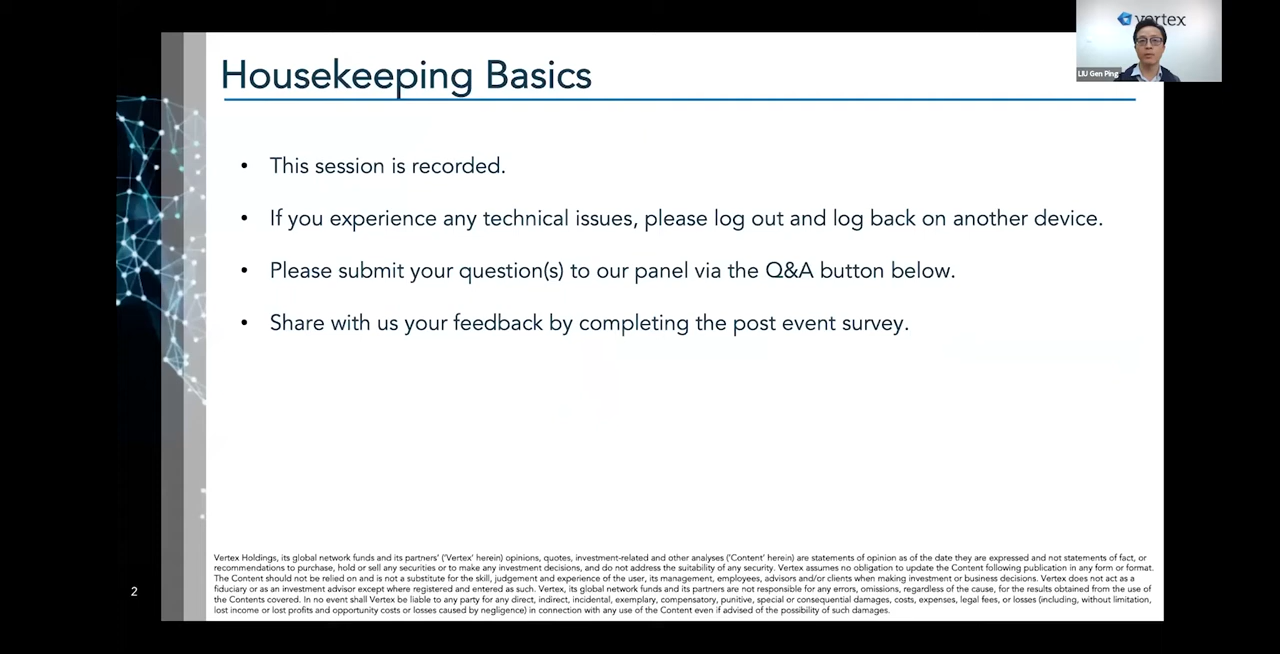 vertex
LIU Gen Ping
Housekeeping Basics
• This session is recorded.
• If you experience any technical issues, please log out and log back on another device.
• Please submit your question(s) to our panel via the Q&A button below.
• Share with us your feedback by completing the post event survey.
Vertex Holdings, its global network funds and its partners' ('Vertex' herein) opinions, quotes, investment-related and other analyses ('Content' herein) are statements of opinion as of the date they are expressed and not statements of fact, or
recommendations to purchase, hold or sell any securities or to make any investment decisions, and do not address the suitability of any security. Vertex assumes no obligation to update the Content following publication in any form or format.
The Content should not be relied on and is not a substitute for the skill, judgement and experience of the user, its management, employees, advisors and/or clients when making investment or business decisions. Vertex does not act as a
fiduciary or as an investment advisor except where registered and entered as such. Vertex, its global network funds and its partners are not responsible for any errors, omissions, regardless of the cause, for the results obtained from the use of
the Contents covered. In no event shall Vertex be liable to any party for any direct, indirect, incidental, exemplary, compensatory, punitive, special or consequential damages, costs, expenses, legal fees, or losses (including, without limitation,
lost income or lost profits and opportunity costs or losses caused by negligence) in connection with any use of the Content even if advised of the possibility of such damages.
2